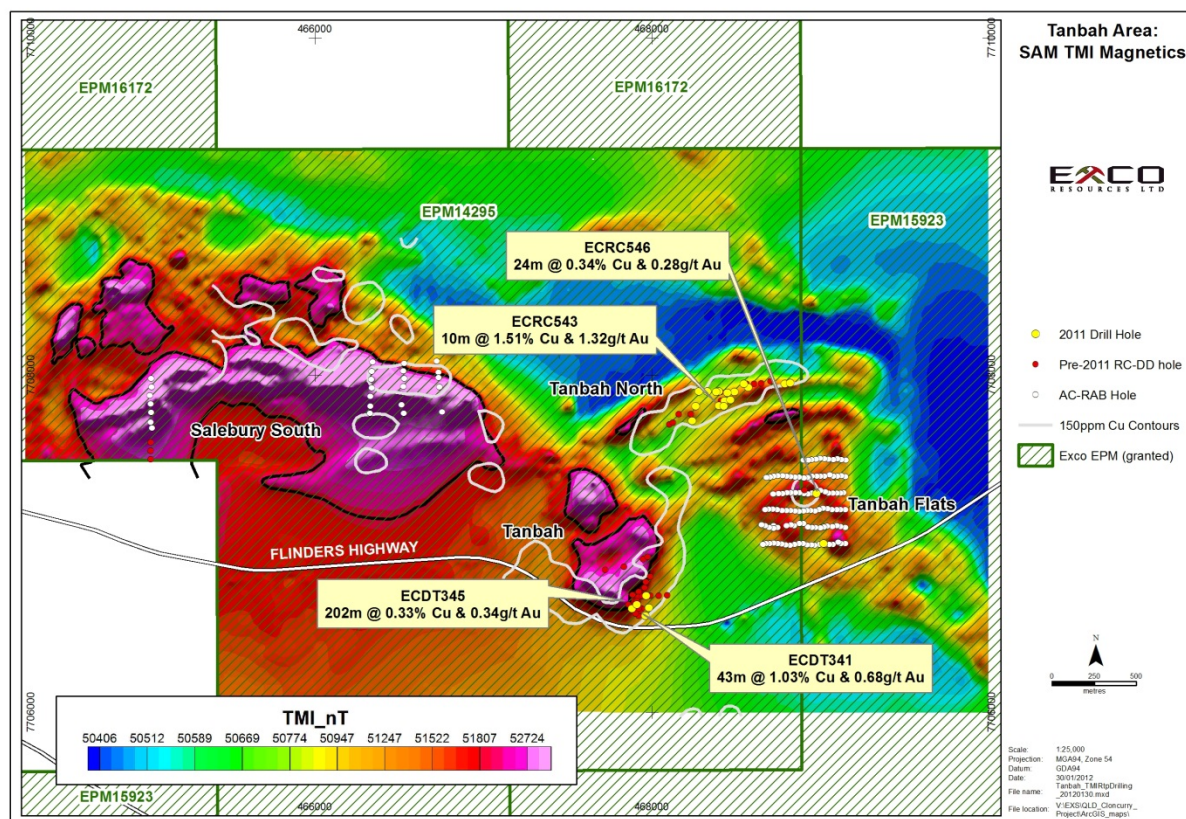 466000
468000
7710000
7710000
Tanbah Area:
SAM TMI Magnetics
EPM16172
EPM16172
EXCO
RESOURCES LTD
EPM14295
EPM15923
ECRC546
24m @ 0.34% Cu & 0.28g/t Au
ECRC543
10m @ 1.51% Cu & 1.32g/t Au
7708000
7708000
Tanbah North
Salebury South
Tanbah Flats
Tanbah
FLINDERS HIGHWAY
ECDT345
202m @ 0.33% Cu & 0.34g/t Au
ECDT341
43m @ 1.03% Cu & 0.68g/t Au
2011 Drill Hole
Pre-2011 RC-DD hole
AC-RAB Hole
150ppm Cu Contours
Exco EPM (granted)
N
0 250 500
metres
7706000
7706000
TMI_nT
50406 50512 50589 50669 50774 50947 51247 51522 51807 52724
EPM15923
466000
468000
Scale: 1:25,000
Projection: MGA94, Zone 54
Datum: GDA94
Date: 30/01/2012
File name: Tanbah_TMIRtpDrilling
_20120130.mxd
File location: V:\EXS\QLD_Cloncurry_
Project\ArcGIS_maps\